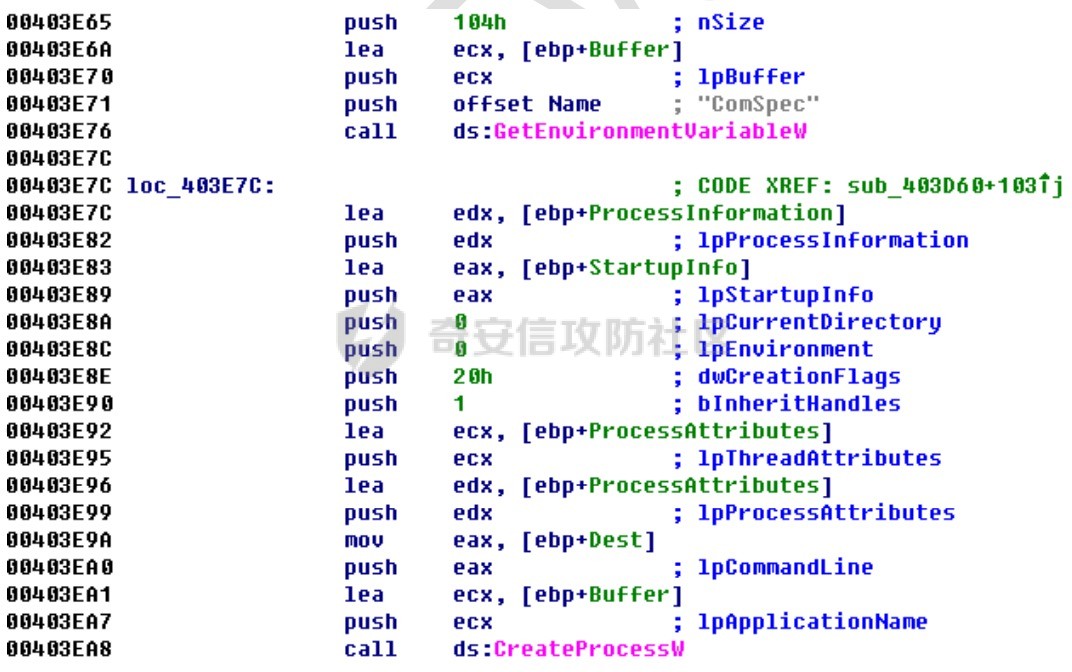 00403E65 push 104h ; nSize
00403E6A lea ecx, [ebp+Buffer]
00403E70 push ecx ; lpBuffer
00403E71 push offset Name ; "ComSpec"
00403E76 call ds:GetEnvironmentVariableW
00403E7C
00403E7C loc_403E7C: ; CODE XREF: sub_403D60+103↑j
00403E7C lea edx, [ebp+ProcessInformation]
00403E82 push edx ; lpProcessInformation
00403E83 lea eax, [ebp+StartupInfo]
00403E89 push eax ; lpStartupInfo
00403E8A push 0 ; lpCurrentDirectory
00403E8C push 0 ; lpEnvironment
00403E8E push 20h ; dwCreationFlags
00403E90 push 1 ; bInheritHandles
00403E92 lea ecx, [ebp+ProcessAttributes]
00403E95 push ecx ; lpThreadAttributes
00403E96 lea edx, [ebp+ProcessAttributes]
00403E99 push edx ; lpProcessAttributes
00403E9A mov eax, [ebp+Dest]
00403EA0 push eax ; lpCommandLine
00403EA1 lea ecx, [ebp+Buffer]
00403EA7 push ecx ; lpApplicationName
00403EA8 call ds:CreateProcessW
奇安信攻防社区